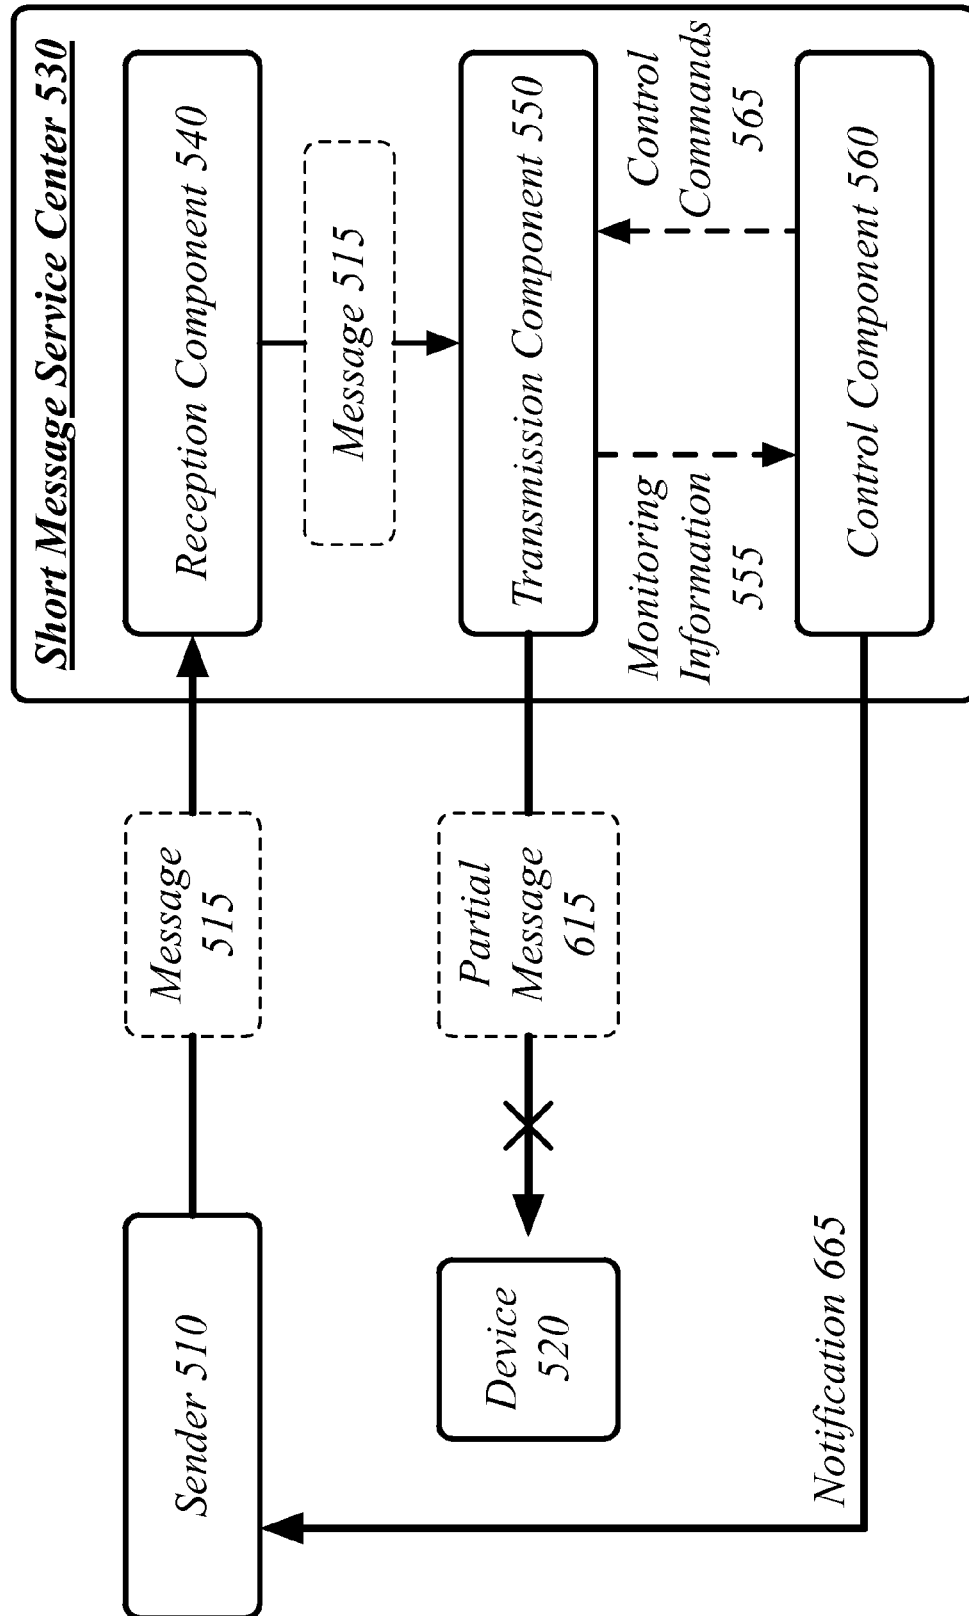 Short Message Service Center 530
Sender 510
Message
515
Reception Component 540
Message 515
Device
520
Partial
Message
615
Transmission Component 550
Monitoring
Information
555
Control
Commands
565
Notification 665
Control Component 560